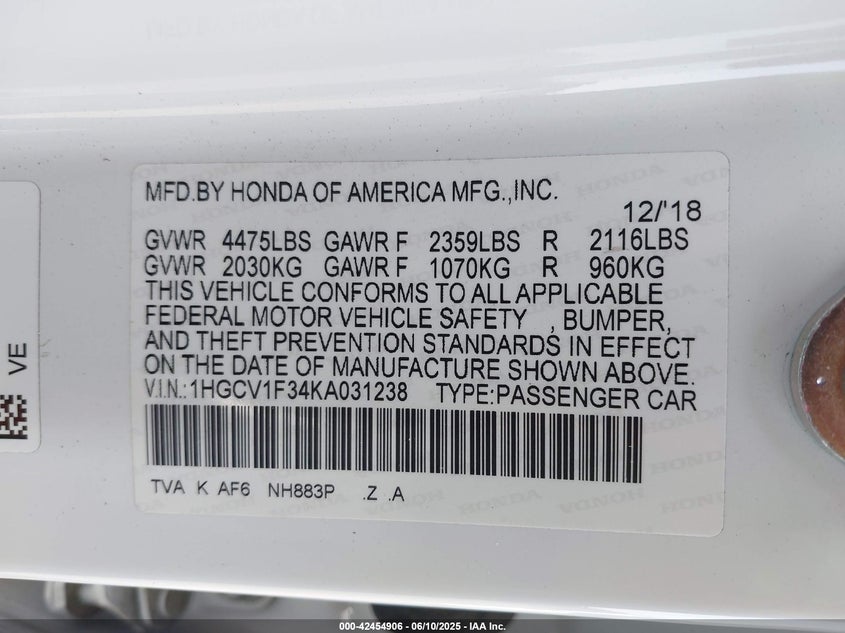 MFD.BY HONDA OF AMERICA MFG.,INC.
12/'18
GVWR 4475LBS GAWR F 2359LBS R 2116LBS
GVWR 2030KG GAWR F 1070KG R 960KG
THIS VEHICLE CONFORMS TO ALL APPLICABLE
FEDERAL MOTOR VEHICLE SAFETY , BUMPER,
AND THEFT PREVENTION STANDARDS IN EFFECT
ON THE DATE OF MANUFACTURE SHOWN ABOVE.
V.I.N.:1HGCV1F34KA031238 TYPE:PASSENGER CAR
TVA K AF6 NH883P .Z .A
VE
HONDA
000-42454906 - 06/10/2025 - IAA Inc.